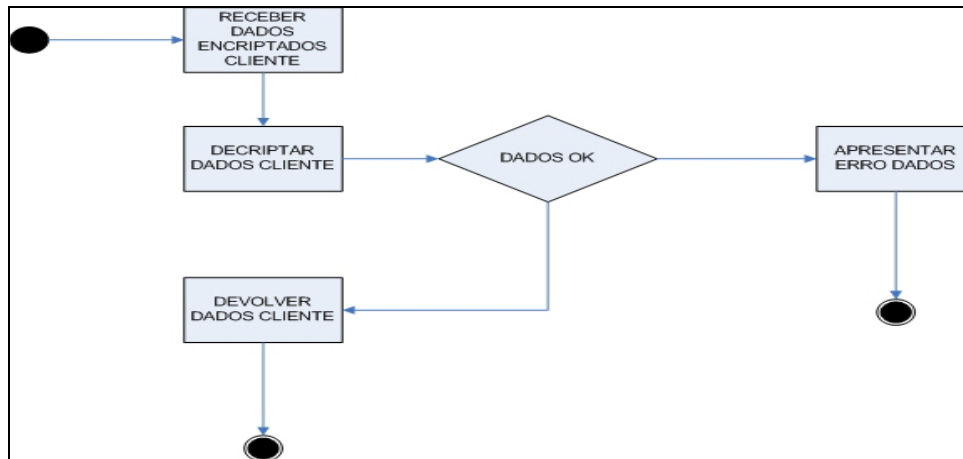 RECEBER
DADOS
ENCRIPTADOS
CLIENTE
DECRIPTAR
DADOS CLIENTE
DADOS OK
APRESENTAR
ERRO DADOS
DEVOLVER
DADOS CLIENTE